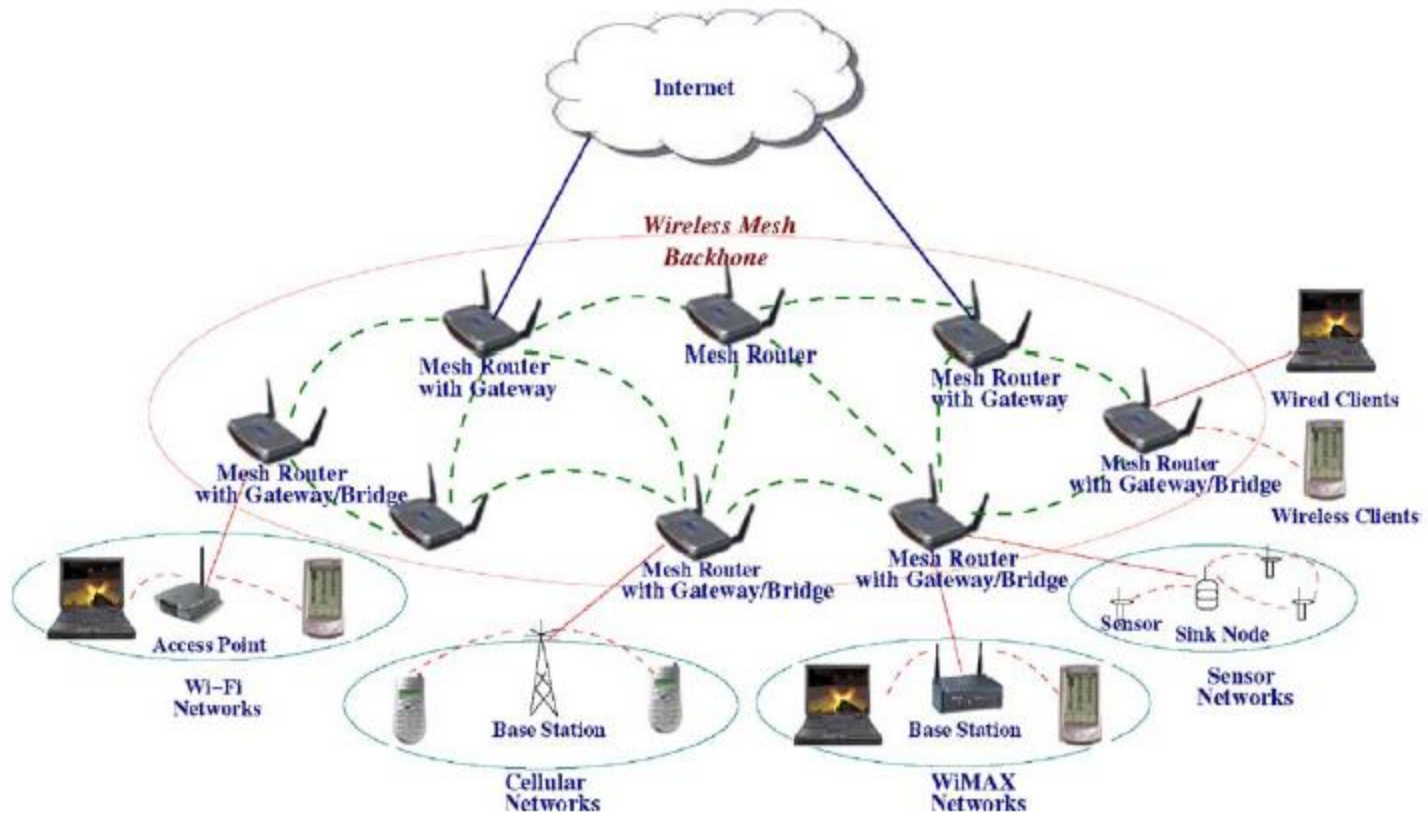 Internet
Wireless Mesh
Backbone
Mesh Router
with Gateway
Mesh Router
Mesh Router
with Gateway
Wired Clients
Mesh Router
with Gateway/Bridge
Mesh Router
with Gateway/Bridge
Wireless Clients
Mesh Router
with Gateway/Bridge
Mesh Router
with Gateway/Bridge
Access Point
Wi-Fi
Networks
Base Station
Cellular
Networks
Base Station
WiMAX
Networks
Sensor
Sink Node
Sensor
Networks